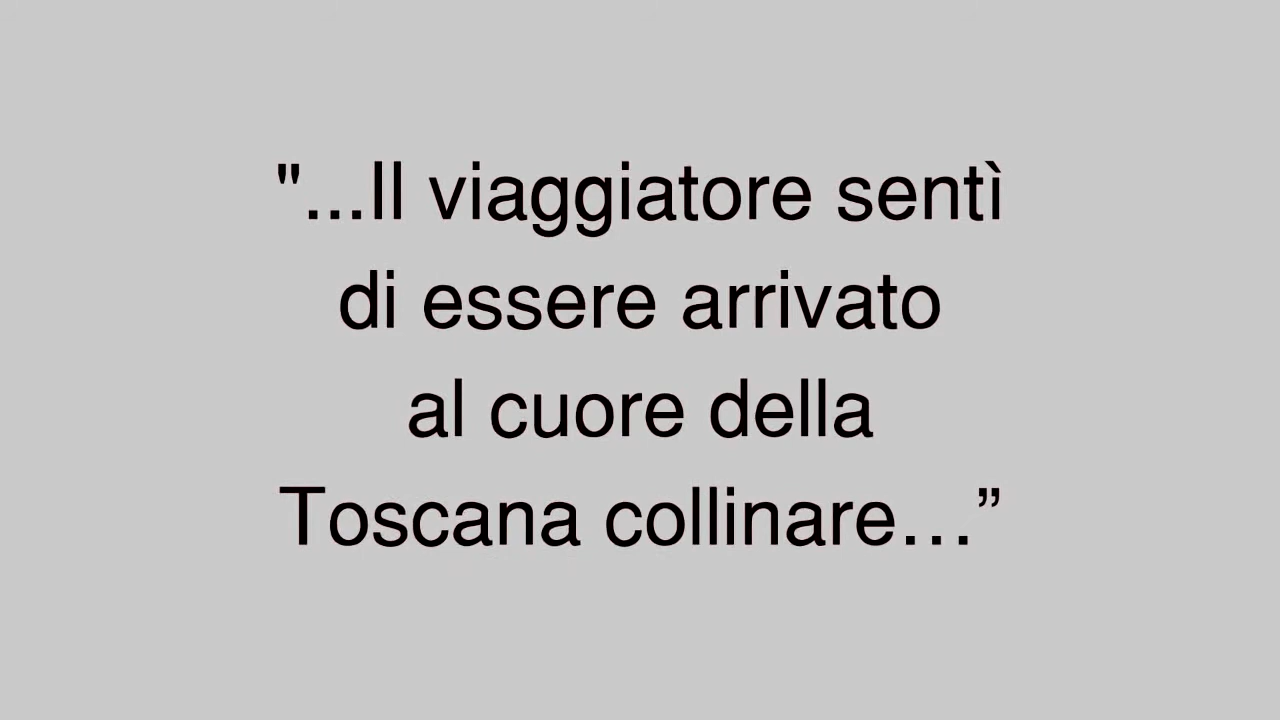 "...Il viaggiatore sentì
di essere arrivato
al cuore della
Toscana collinare…”